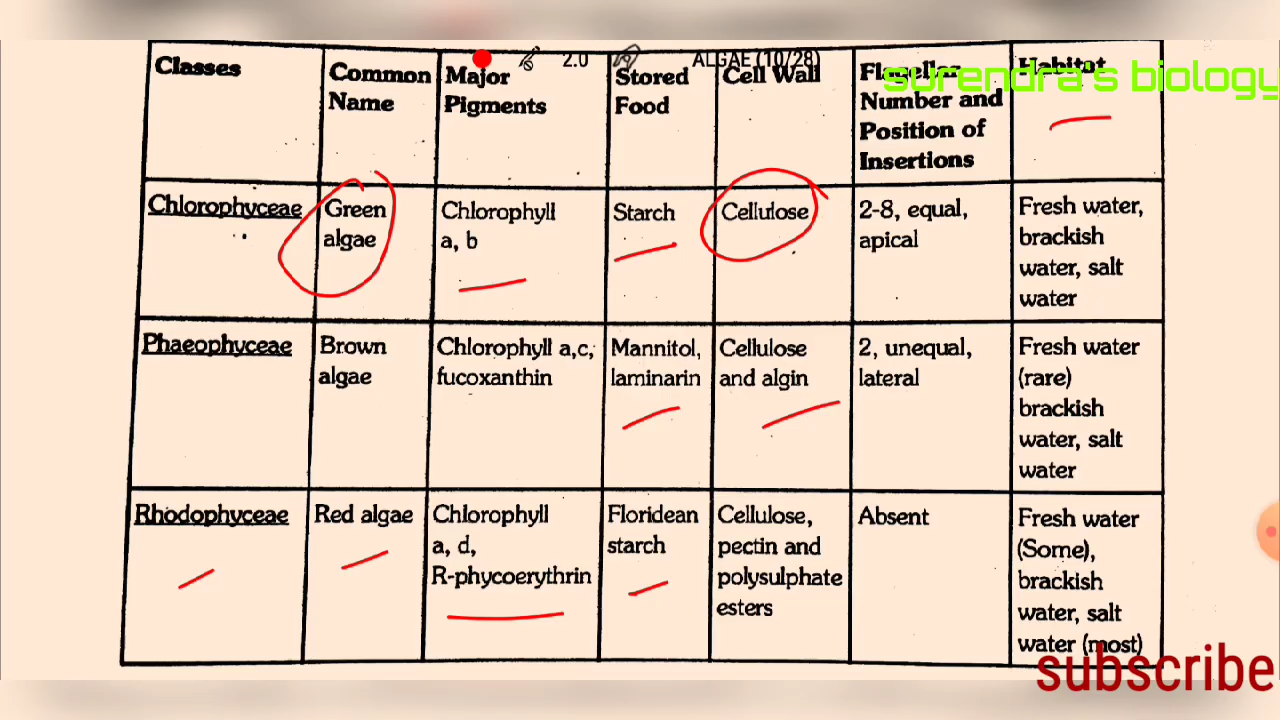 2.0 ALGAE (10/28)
surendra's biology
Classes
Common
Name
Major
Pigments
Stored
Food
Cell Wall
Flagellar
Number and
Position of
Insertions
Habitat
Chlorophyceae
Green
algae
Chlorophyll
a, b
Starch
Cellulose
2-8, equal,
apical
Fresh water,
brackish
water, salt
water
Phaeophyceae
Brown
algae
Chlorophyll a,c,
fucoxanthin
Mannitol,
laminarin
Cellulose
and algin
2, unequal,
lateral
Fresh water
(rare)
brackish
water, salt
water
Rhodophyceae
Red algae
Chlorophyll
a, d,
R-phycoerythrin
Floridean
starch
Cellulose,
pectin and
polysulphate
esters
Absent
Fresh water
(Some),
brackish
water, salt
water (most)
subscribe